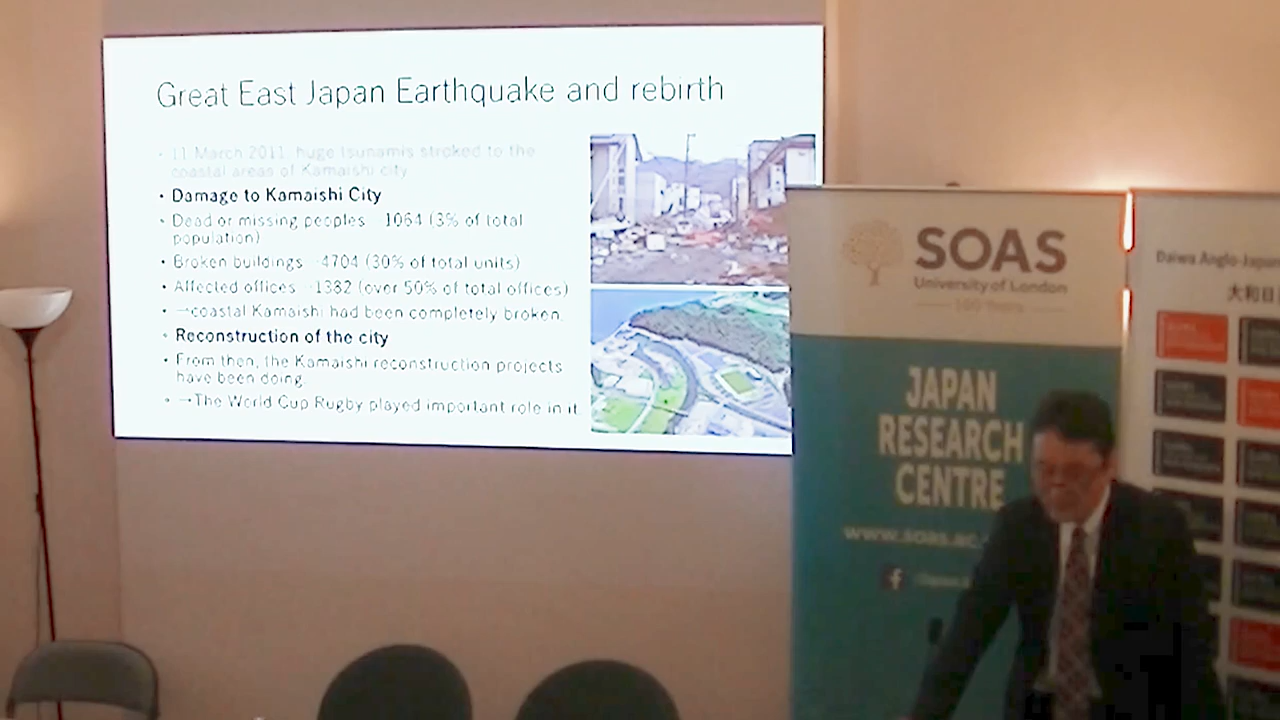 Great East Japan Earthquake and rebirth
• 11 March 2011, huge tsunamis stroked to the
coastal areas of Kamaishi city
• Damage to Kamaishi City
• Dead or missing peoples 1064 (3% of total
population)
• Broken buildings 4704 (30% of total units)
• Affected offices 1382 (over 50% of total offices)
• →coastal Kamaishi had been completely broken.
• Reconstruction of the city
• From then, the Kamaishi reconstruction projects
have been doing.
• →The World Cup Rugby played important role in it
SOAS
University of London
JAPAN
RESEARCH
CENTRE
www.soas.ac.
f
Daiwa Anglo-Japan
大和日